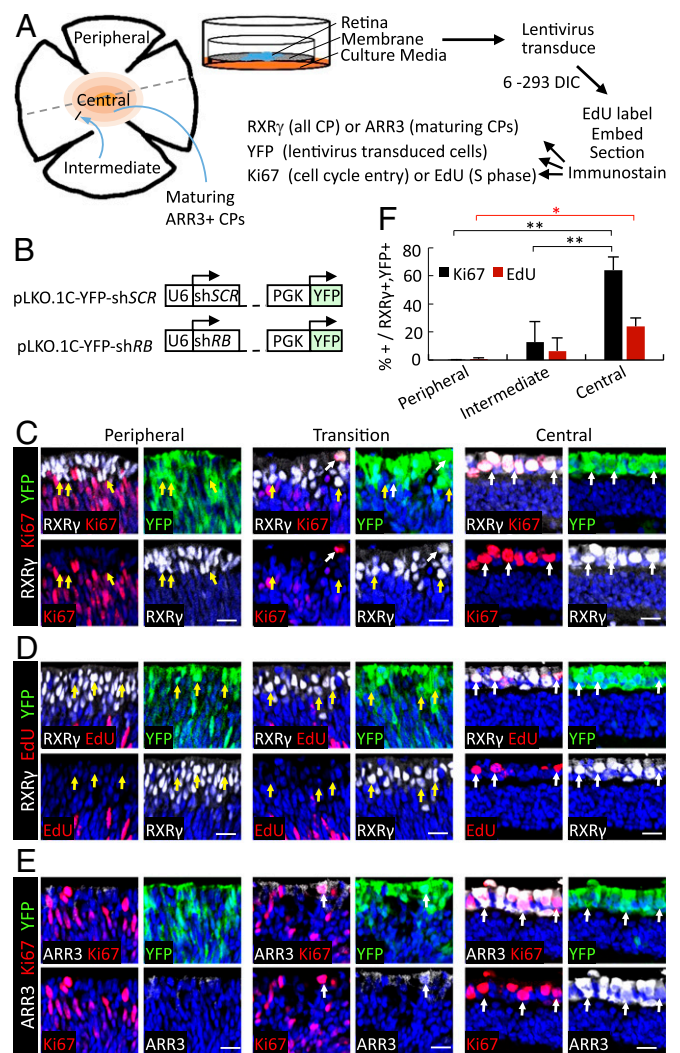 A
Peripheral
Central
Intermediate
Maturing
ARR3+ CPs
Retina
Membrane
Culture Media
Lentivirus
transduce
6 -293 DIC
EdU label
Embed
Section
Immunostain
RXRγ (all CP) or ARR3 (maturing CPs)
YFP (lentivirus transduced cells)
Ki67 (cell cycle entry) or EdU (S phase)
B
pLKO.1C-YFP-shSCR
U6 shSCR
PGK YFP
pLKO.1C-YFP-shRB
U6 shRB
PGK YFP
F
*
**
**
% + / RXRγ+,YFP+
80
60
40
20
0
Ki67 EdU
Peripheral
Intermediate
Central
C
Peripheral Transition Central
RXRγ Ki67 YFP
RXRγ Ki67 YFP RXRγ Ki67 YFP RXRγ Ki67 YFP
Ki67 RXRγ Ki67 RXRγ Ki67 RXRγ
D
RXRγ EdU YFP
RXRγ EdU YFP RXRγ EdU YFP RXRγ EdU YFP
EdU RXRγ EdU RXRγ EdU RXRγ
E
ARR3 Ki67 YFP
ARR3 Ki67 YFP ARR3 Ki67 YFP ARR3 Ki67 YFP
Ki67 ARR3 Ki67 ARR3 Ki67 ARR3